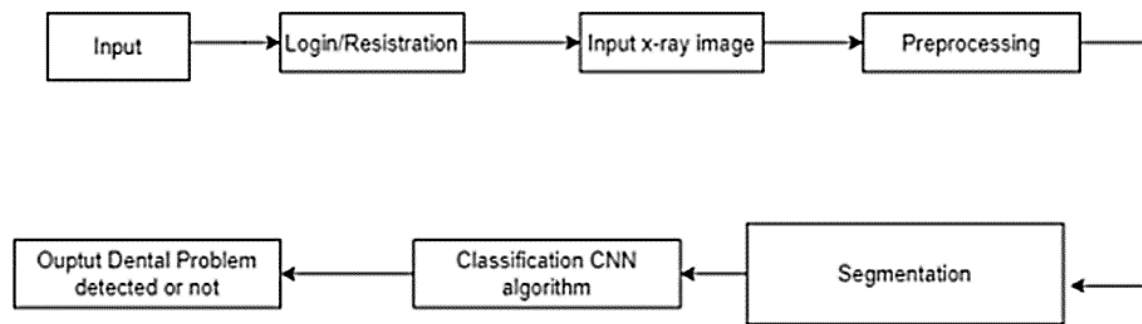 Input
Login/Resistration
Input x-ray image
Preprocessing
Segmentation
Classification CNN
algorithm
Ouptut Dental Problem
detected or not